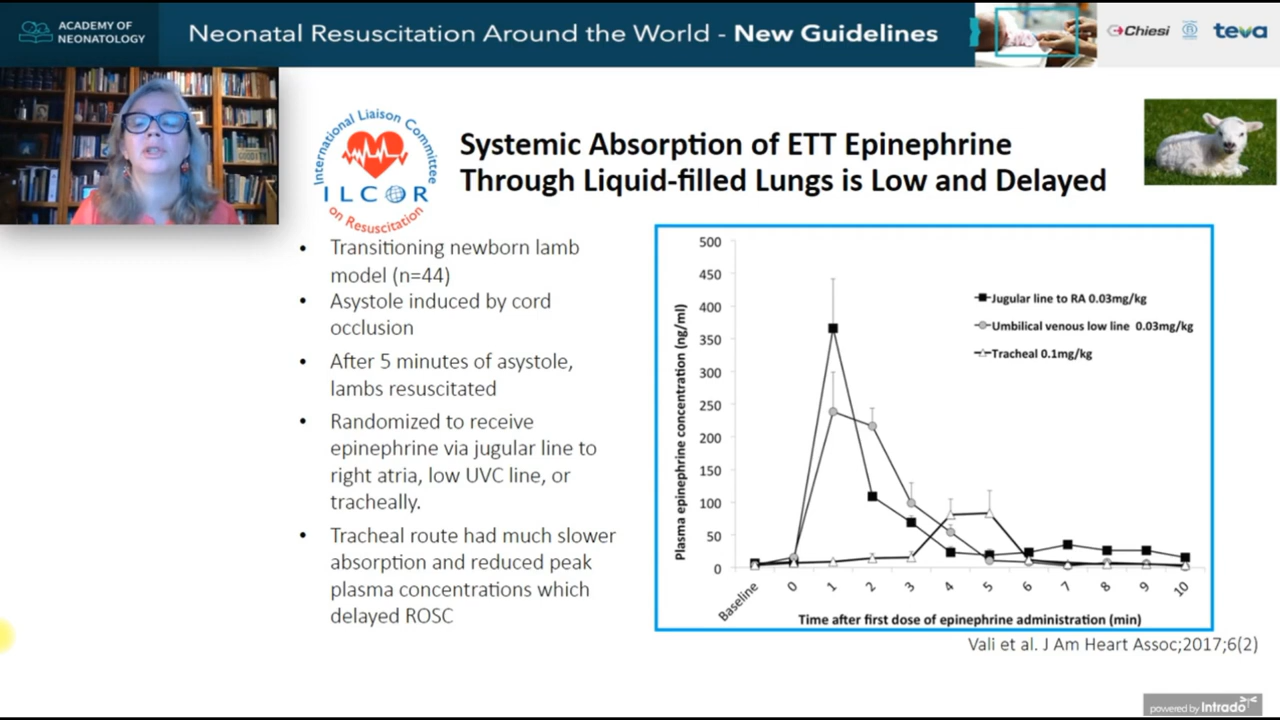 ACADEMY OF
NEONATOLOGY
Neonatal Resuscitation Around the World - New Guidelines
Chiesi
teva
International Liaison Committee
ILCOR
on Resuscitation
Systemic Absorption of ETT Epinephrine
Through Liquid-filled Lungs is Low and Delayed
• Transitioning newborn lamb
model (n=44)
• Asystole induced by cord
occlusion
• After 5 minutes of asystole,
lambs resuscitated
• Randomized to receive
epinephrine via jugular line to
right atria, low UVC line, or
tracheally.
• Tracheal route had much slower
absorption and reduced peak
plasma concentrations which
delayed ROSC
Plasma epinephrine concentration (ng/ml)
500
450
400
350
300
250
200
150
100
50
0
Jugular line to RA 0.03mg/kg
Umbilical venous low line 0.03mg/kg
Tracheal 0.1mg/kg
Baseline 0 1 2 3 4 5 6 7 8 9 10
Time after first dose of epinephrine administration (min)
Vali et al. J Am Heart Assoc;2017;6(2)
powered by Intrado